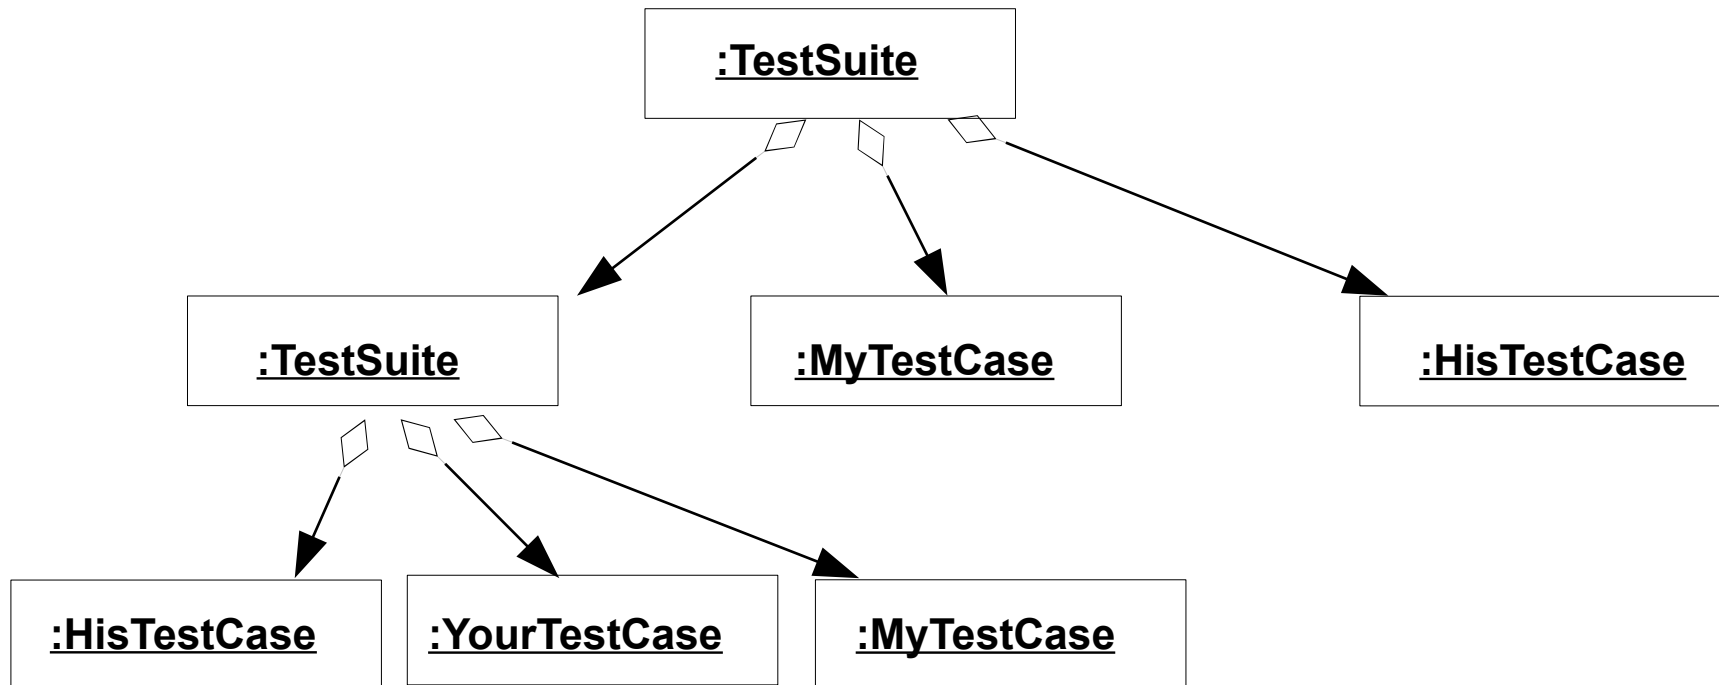 :TestSuite
:TestSuite
:MyTestCase
:HisTestCase
:HisTestCase
:YourTestCase
:MyTestCase